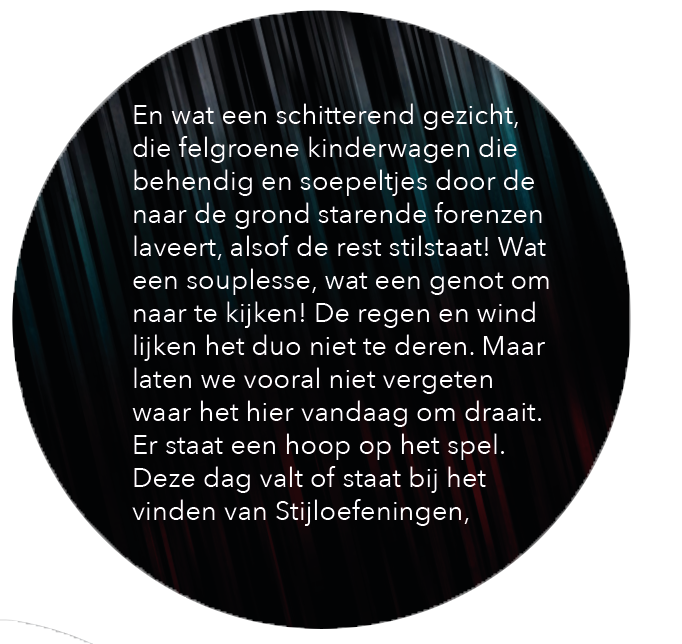 En wat een schitterend gezicht,
die felgroene kinderwagen die
behendig en soepeltjes door de
naar de grond starende forenzen
laveert, alsof de rest stilstaat! Wat
een souplesse, wat een genot om
naar te kijken! De regen en wind
lijken het duo niet te deren. Maar
laten we vooral niet vergeten
waar het hier vandaag om draait.
Er staat een hoop op het spel.
Deze dag valt of staat bij het
vinden van Stijloefeningen,